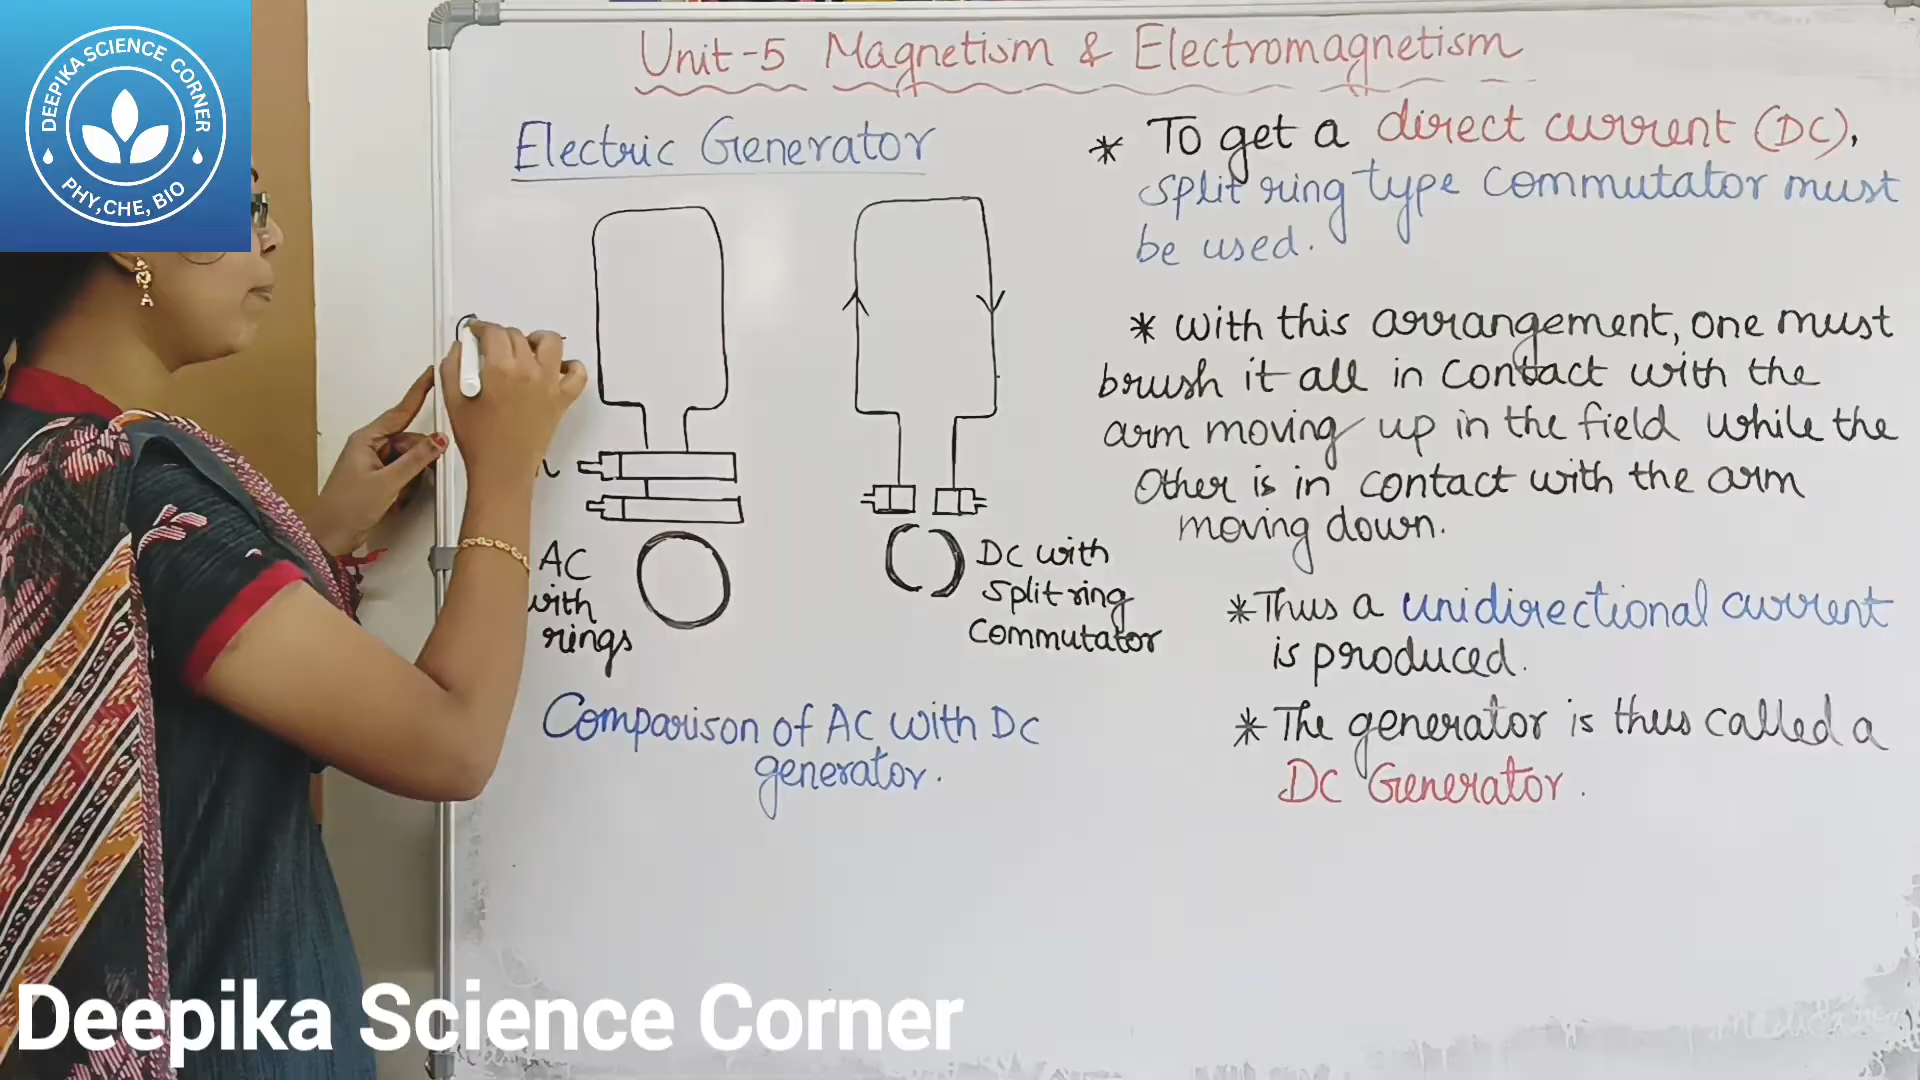 DEEPIKA SCIENCE CORNER
PHY, CHE, BIO
Unit-5 Magnetism & Electromagnetism
Electric Generator
AC
with
rings
DC with
Split ring
Commutator
Comparison of AC with DC
generator.
* To get a direct current (DC),
split ring type commutator must
be used.
* with this arrangement, one must
brush it all in contact with the
arm moving up in the field while the
Other is in contact with the arm
moving down.
* Thus a unidirectional current
is produced.
* The generator is thus called a
DC Generator.
Deepika Science Corner